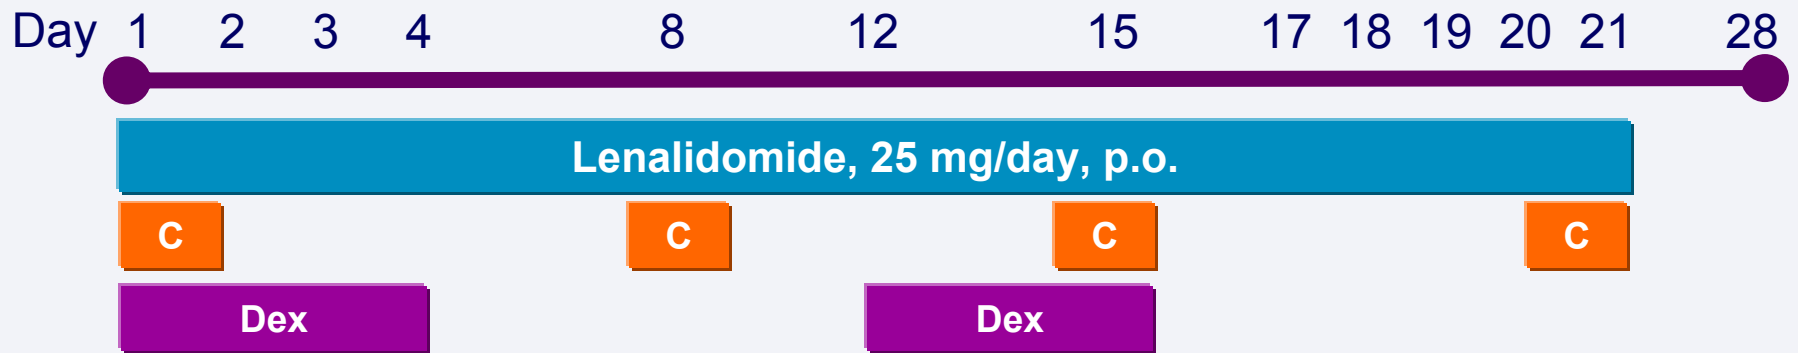 Day 1 2 3 4 8 12 15 17 18 19 20 21 28
Lenalidomide, 25 mg/day, p.o.
C C C C
Dex Dex